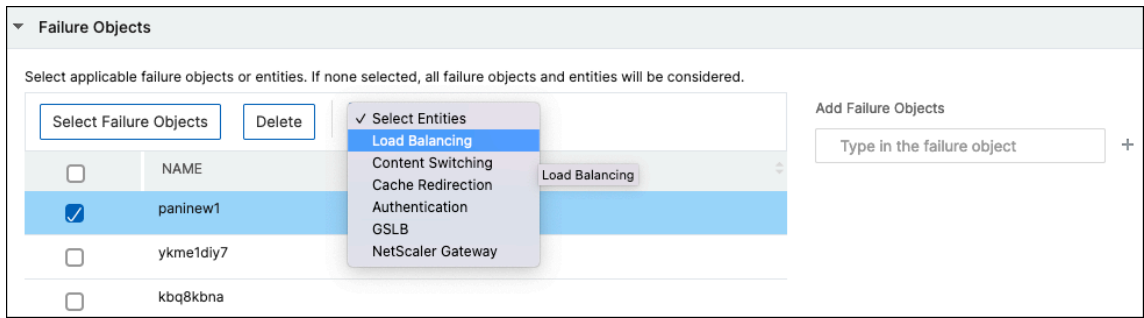 Failure Objects
Select applicable failure objects or entities. If none selected, all failure objects and entities will be considered.
Select Failure Objects
Delete
✓ Select Entities
Load Balancing
Content Switching
Cache Redirection
Authentication
GSLB
NetScaler Gateway
Load Balancing
NAME
paninew1
ykme1diy7
kbq8kbna
Add Failure Objects
Type in the failure object
+